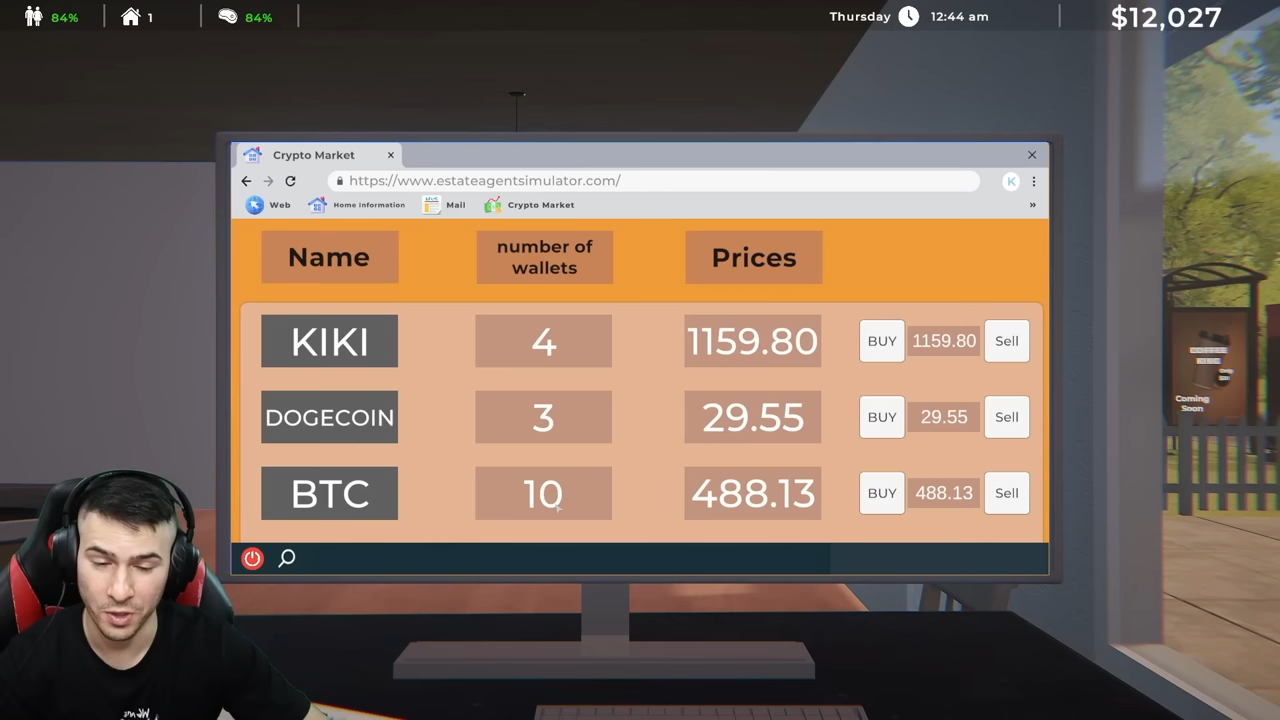 84% 1 84% Thursday 12:44 am $12,027
Crypto Market
https://www.estateagentsimulator.com/ K
Web Home Information Mail Crypto Market »
Name number of wallets Prices
KIKI 4 1159.80 BUY 1159.80 Sell
DOGECOIN 3 29.55 BUY 29.55 Sell
BTC 10 488.13 BUY 488.13 Sell
COFFEE
KING
Coming
Soon